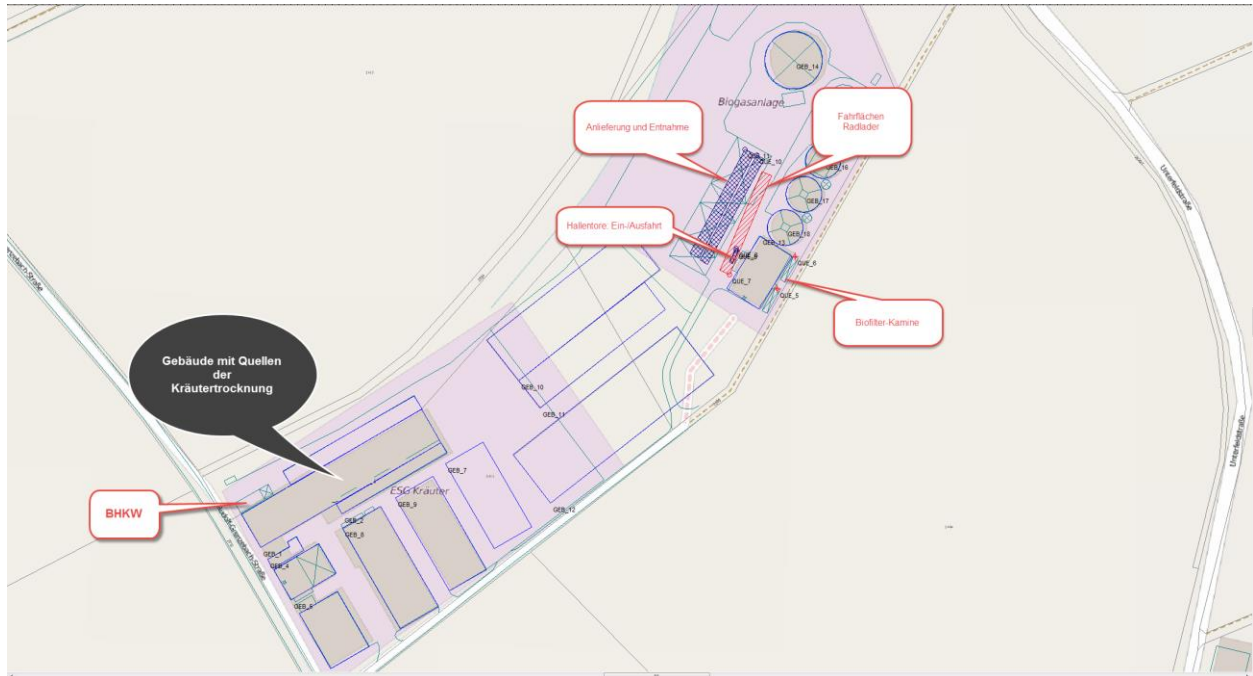 GEB_14
Biogasanlage
Anlieferung und Entnahme
Fahrflächen
Radlader
GEB_16
GEB_17
GEB_18
GEB_13
Hallentore: Ein-/Ausfahrt
QUE_6
QUE_7
QUE_5
Biofilter-Kamine
Unterfeldstraße
Unterfeldstraße
Gebäude mit Quellen
der
Kräutertrocknung
GEB_10
GEB_11
GEB_7
ESG Kräuter
GEB_9
GEB_12
BHKW
GEB_2
GEB_8
GEB_1
GEB_4